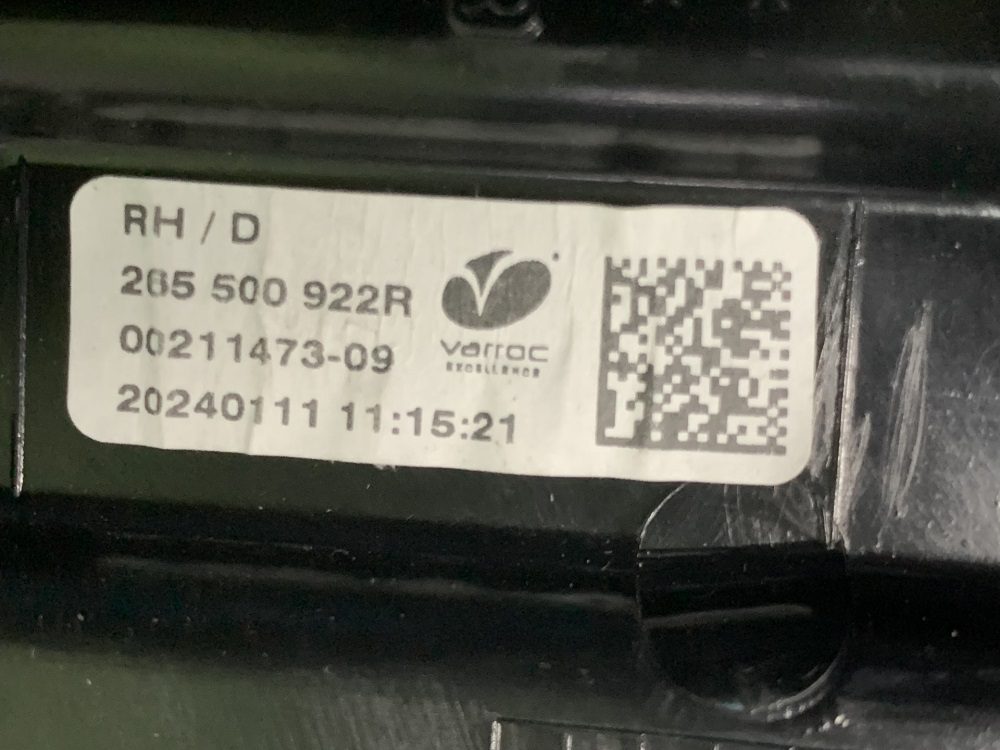 RH / D
265 500 922R
00211473-09
20240111 11:15:21
varroc
EXCELLENCE